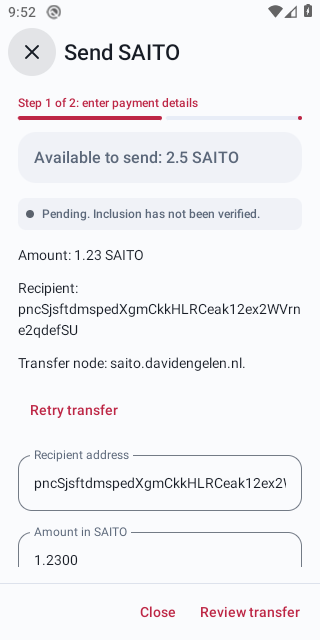 9:52
Send SAITO
Step 1 of 2: enter payment details
Available to send: 2.5 SAITO
Pending. Inclusion has not been verified.
Amount: 1.23 SAITO
Recipient:
pncSjsftdmspedXgmCkkHLRCeak12ex2WVrn
e2qdefSU
Transfer node: saito.davidengelen.nl.
Retry transfer
Recipient address
pncSjsftdmspedXgmCkkHLRCeak12ex2
Amount in SAITO
1.2300
Close
Review transfer